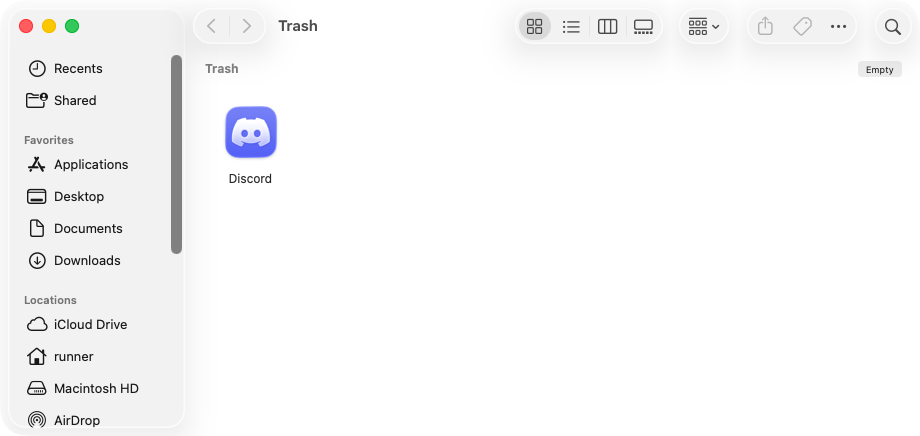 Trash
Recents
Shared
Favorites
Applications
Desktop
Documents
Downloads
Locations
iCloud Drive
runner
Macintosh HD
AirDrop
Trash
Empty
Discord